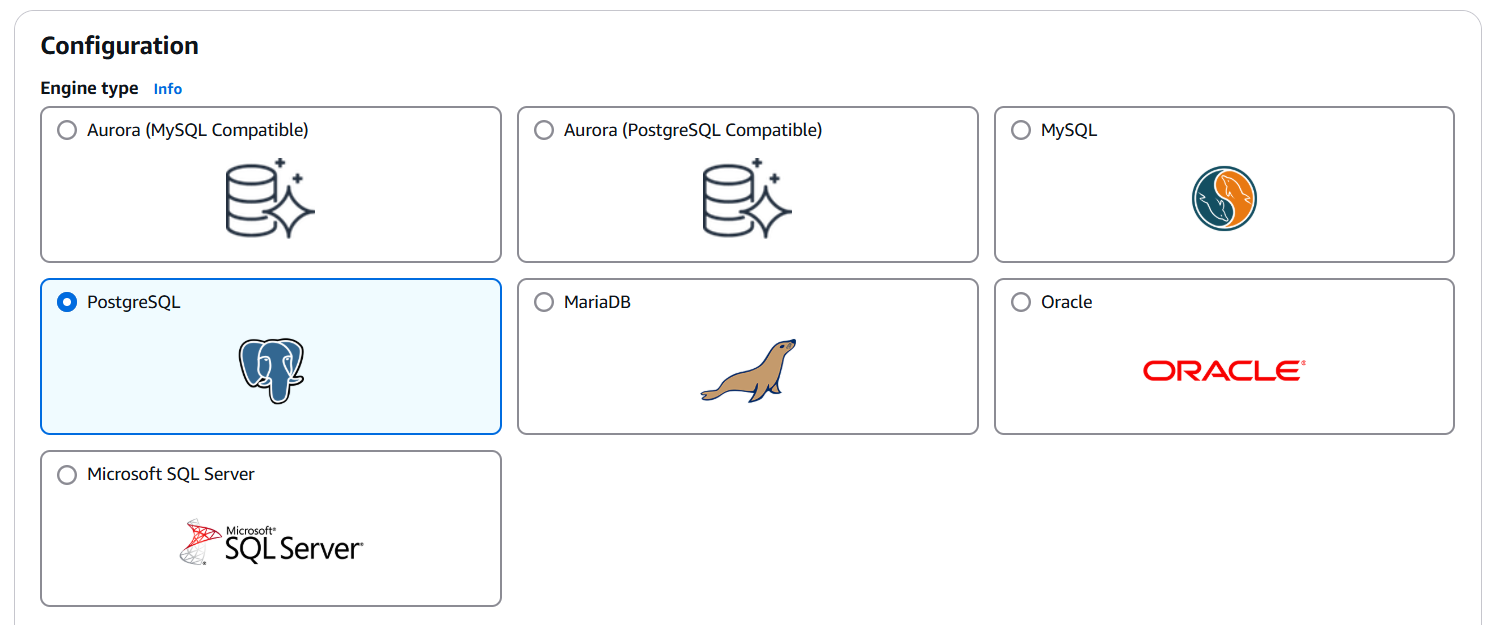 Configuration
Engine type Info
Aurora (MySQL Compatible)
Aurora (PostgreSQL Compatible)
MySQL
PostgreSQL
MariaDB
Oracle
ORACLE®
Microsoft SQL Server
Microsoft®
SQL Server®